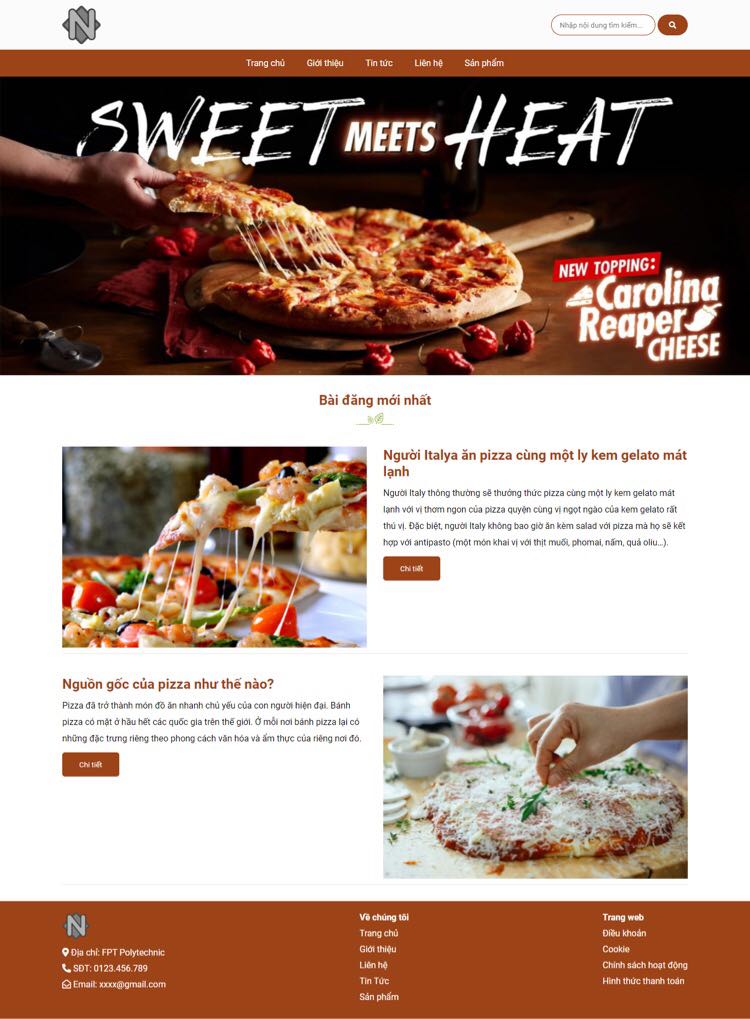 N
Nhập nội dung tìm kiếm...
Trang chủ Giới thiệu Tin tức Liên hệ Sản phẩm
SWEET MEETS HEAT
NEW TOPPING:
Carolina
Reaper
CHEESE
Bài đăng mới nhất
Người Italya ăn pizza cùng một ly kem gelato mát
lạnh
Người Italy thông thường sẽ thưởng thức pizza cùng một ly kem gelato mát
lạnh với vị thơm ngon của pizza quyện cùng vị ngọt ngào của kem gelato rất
thú vị. Đặc biệt, người Italy không bao giờ ăn kèm salad với pizza mà họ sẽ kết
hợp với antipasto (một món khai vị với thịt muối, phomai, nấm, quả oliu...).
Chi tiết
Nguồn gốc của pizza như thế nào?
Pizza đã trở thành món đồ ăn nhanh chủ yếu của con người hiện đại. Bánh
pizza có mặt ở hầu hết các quốc gia trên thế giới. Ở mỗi nơi bánh pizza lại có
những đặc trưng riêng theo phong cách văn hóa và ẩm thực của riêng nơi đó.
Chi tiết
N
Địa chỉ: FPT Polytechnic
SĐT: 0123.456.789
Email: xxxx@gmail.com
Về chúng tôi
Trang chủ
Giới thiệu
Liên hệ
Tin Tức
Sản phẩm
Trang web
Điều khoản
Cookie
Chính sách hoạt động
Hình thức thanh toán